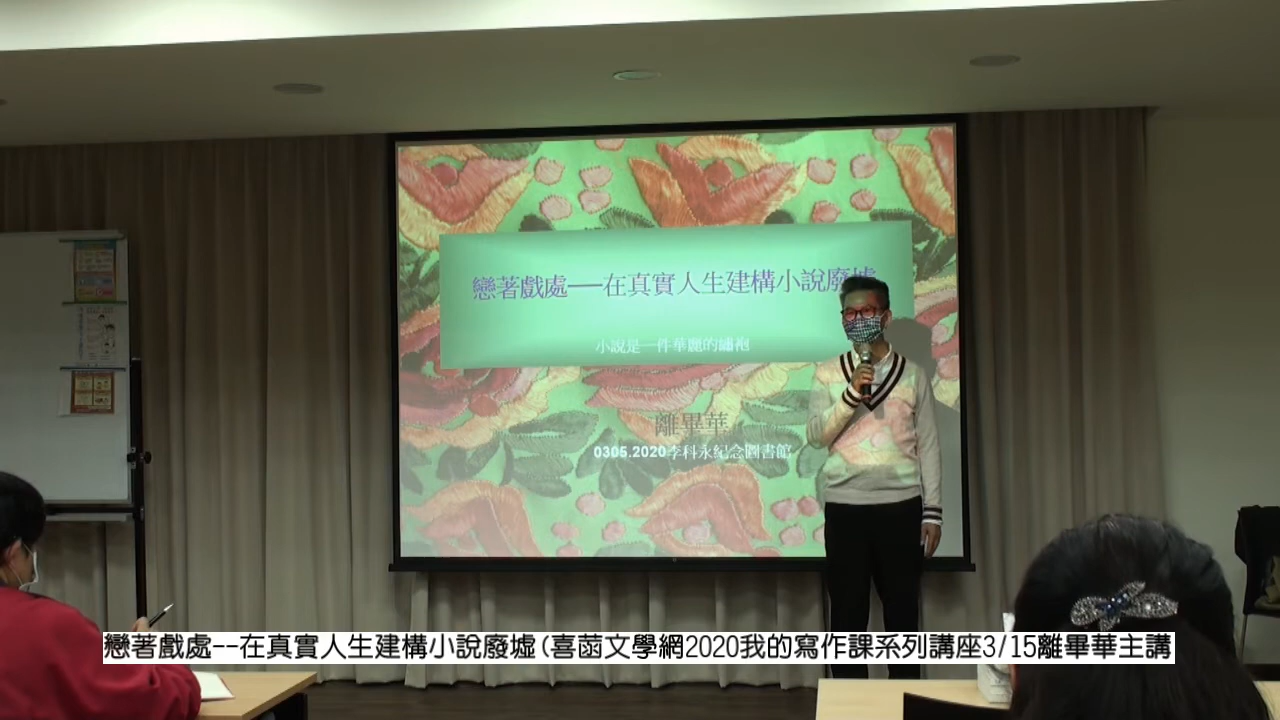 戀著戲處──在真實人生建構小說廢墟
小說是一件華麗的繡袍
離畢華
0305.2020李科永紀念圖書館
戀著戲處--在真實人生建構小說廢墟(喜菡文學網2020我的寫作課系列講座3/15離畢華主講